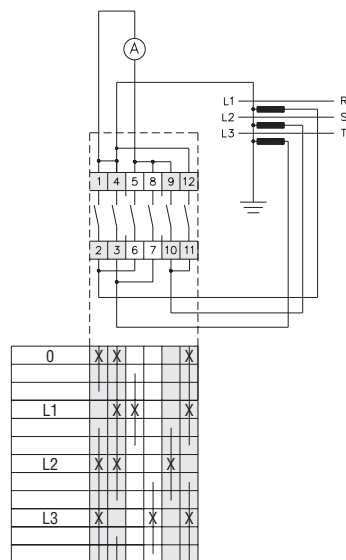 A
L1 R
L2 S
L3 T
1 4 5 8 9 12
2 3 6 7 10 11
0 X X X
L1 X X X
L2 X X X
L3 X X X